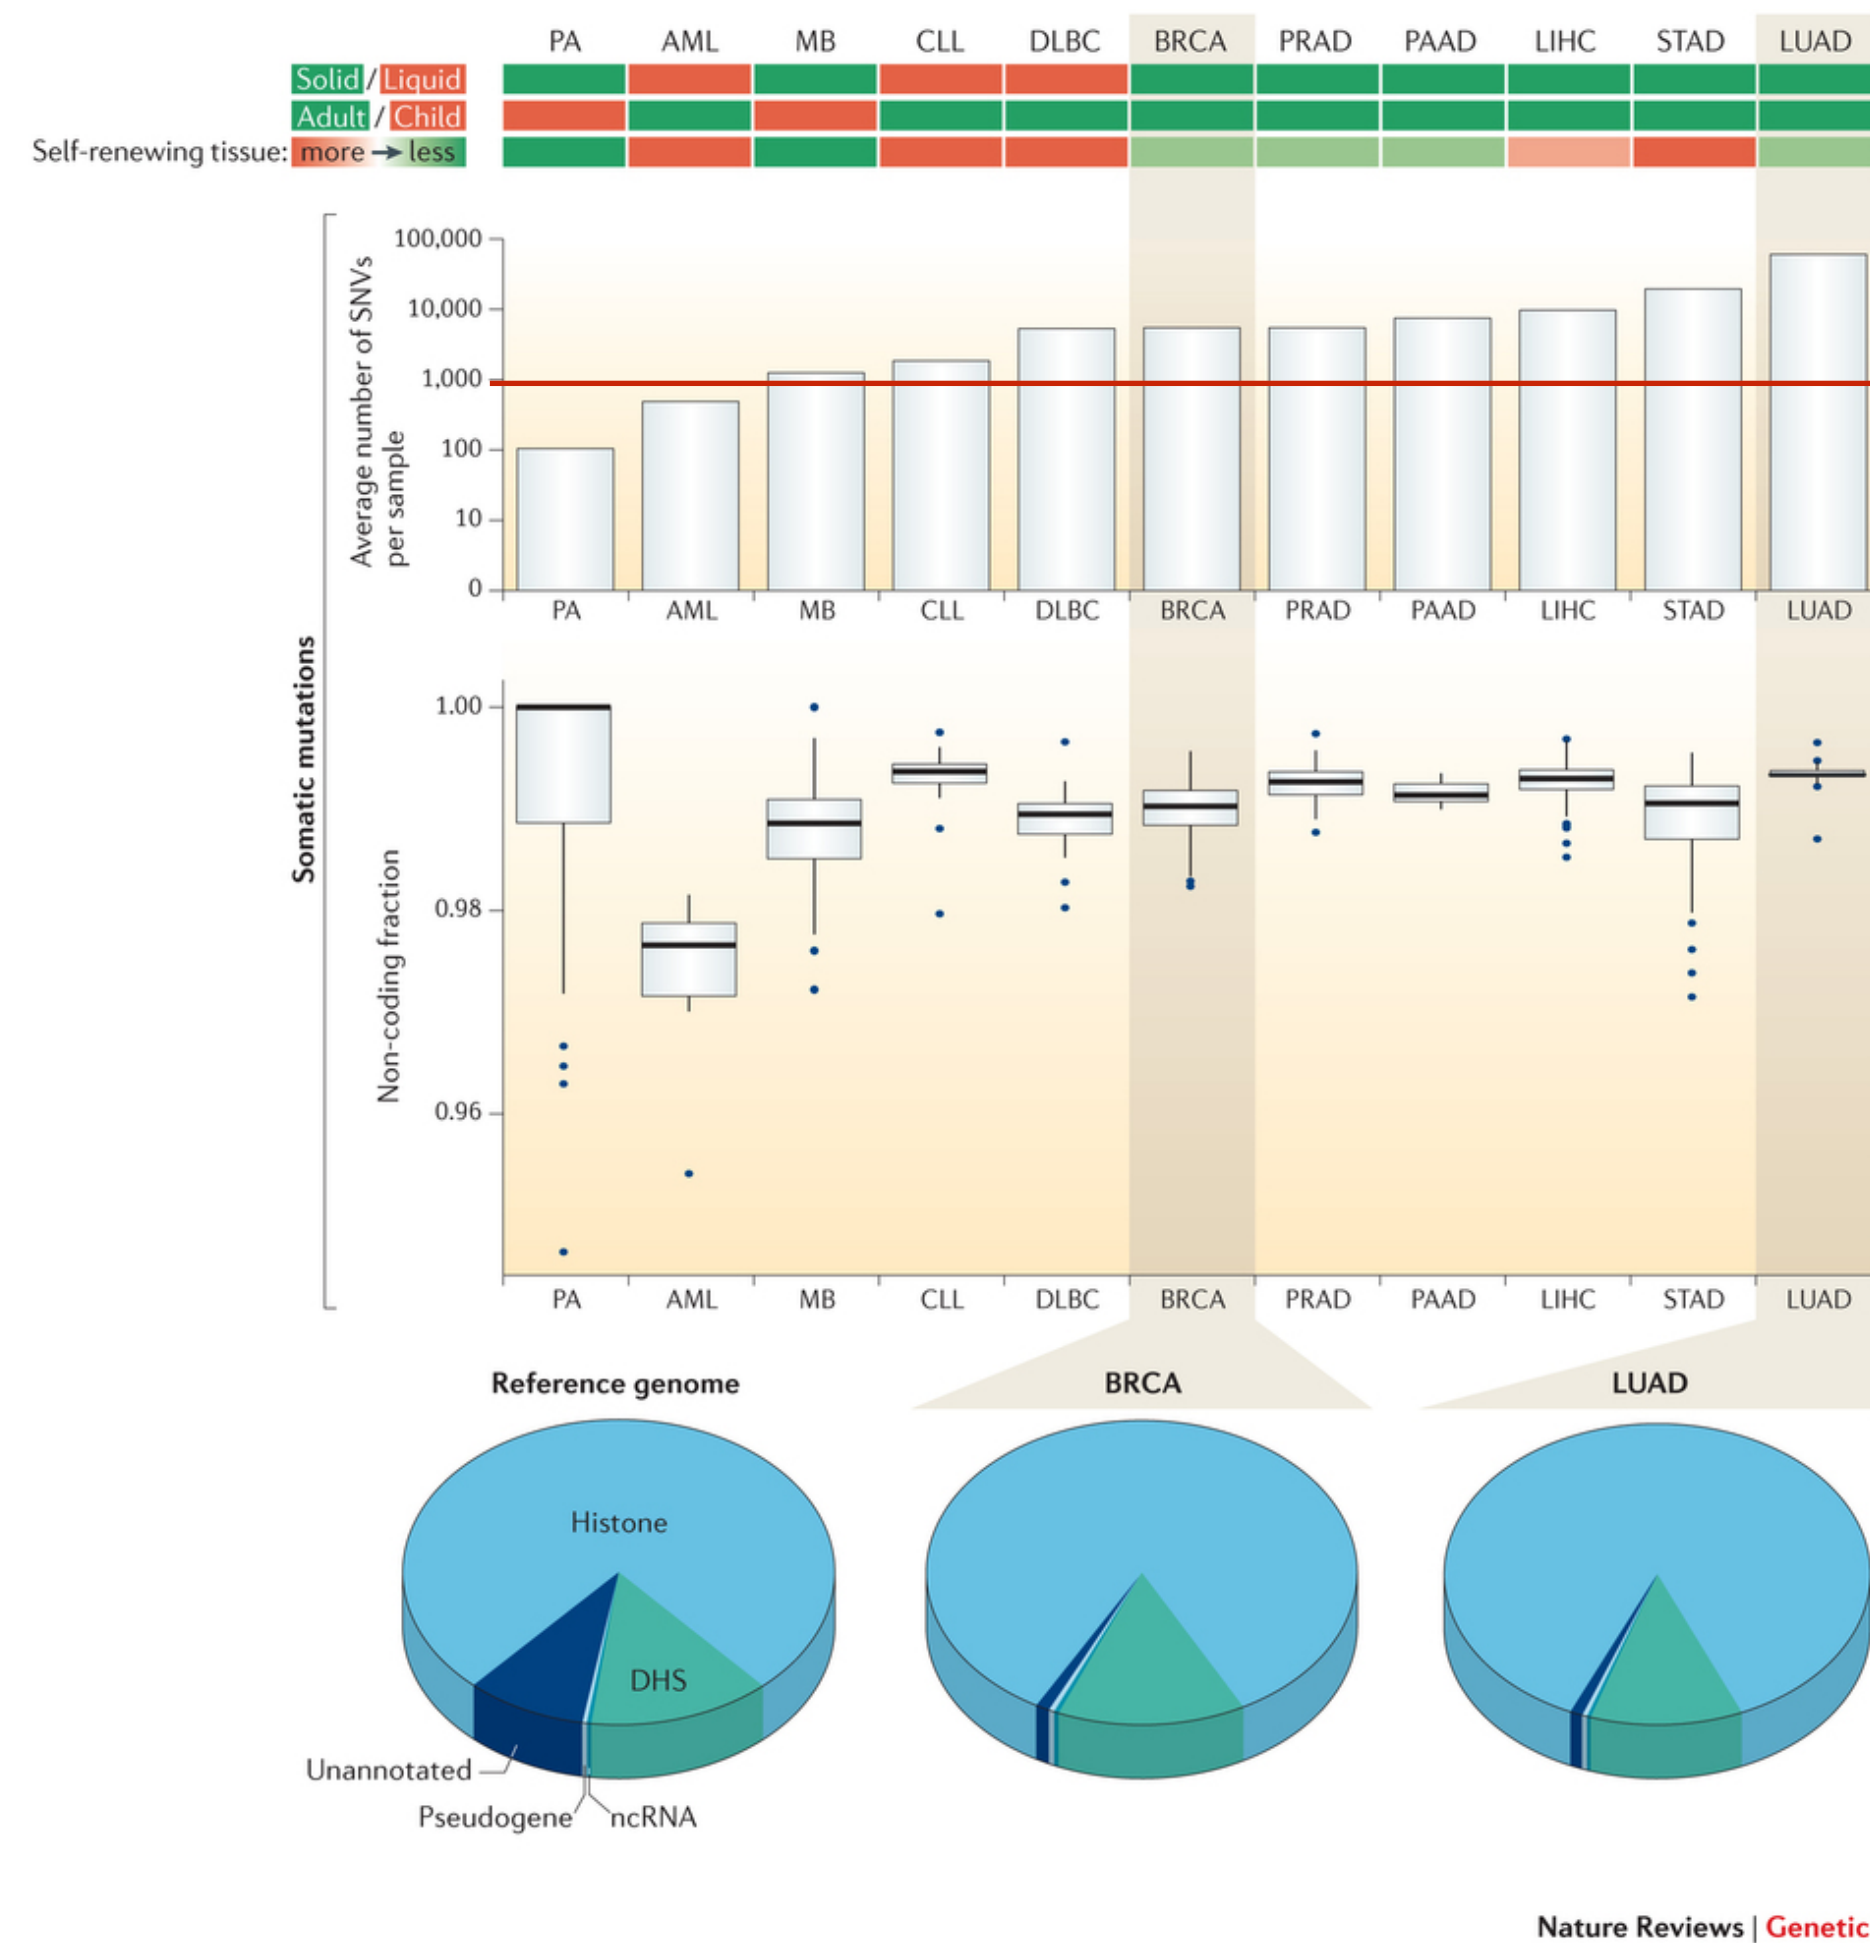 PA AML MB CLL DLBC BRCA PRAD PAAD LIHC STAD LUAD
Solid / Liquid
Adult / Child
Self-renewing tissue: more → less
Somatic mutations
Average number of SNVs
per sample
100,000
10,000
1,000
100
10
0
PA AML MB CLL DLBC BRCA PRAD PAAD LIHC STAD LUAD
Non-coding fraction
1.00
0.98
0.96
PA AML MB CLL DLBC BRCA PRAD PAAD LIHC STAD LUAD
Reference genome BRCA LUAD
Histone
DHS
Unannotated
Pseudogene ncRNA
Nature Reviews | Genetic